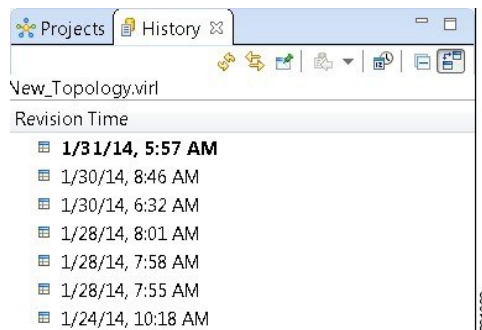 Projects History
New_Topology.virl
Revision Time
1/31/14, 5:57 AM
1/30/14, 8:46 AM
1/30/14, 6:32 AM
1/28/14, 8:01 AM
1/28/14, 7:58 AM
1/28/14, 7:55 AM
1/24/14, 10:18 AM